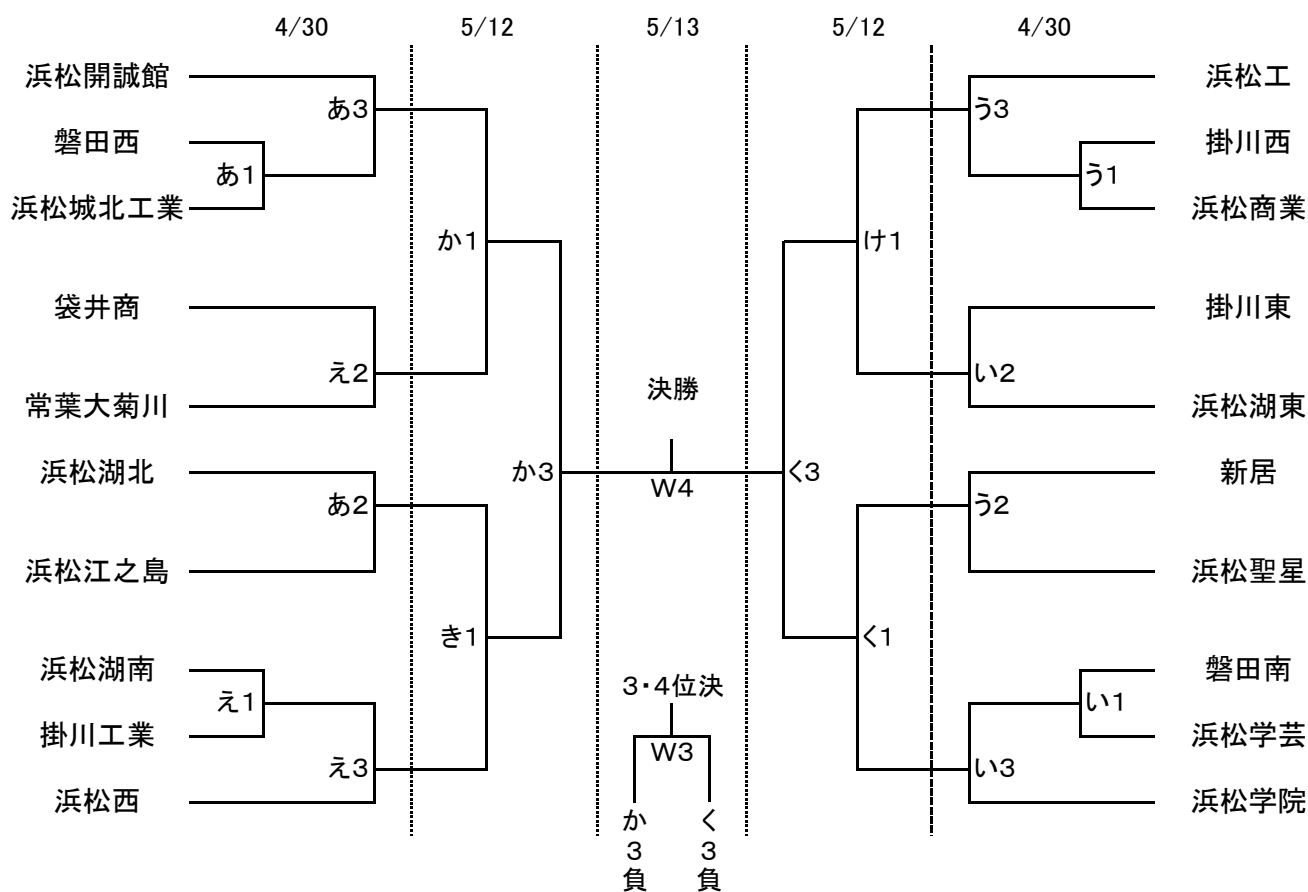 4/30 5/12 5/13 5/12 4/30
浜松開誠館 浜松工
あ3 う3
磐田西 掛川西
あ1 う1
浜松城北工業 浜松商業
か1 け1
袋井商 掛川東
え2 い2
決勝
常葉大菊川 浜松湖東
浜松湖北 か3 く3 新居
W4
あ2 う2
浜松江之島 浜松聖星
き1 く1
浜松湖南 磐田南
3・4位決
え1 い1
掛川工業 浜松学芸
W3
え3 い3
浜松西 浜松学院
か3負 く3負